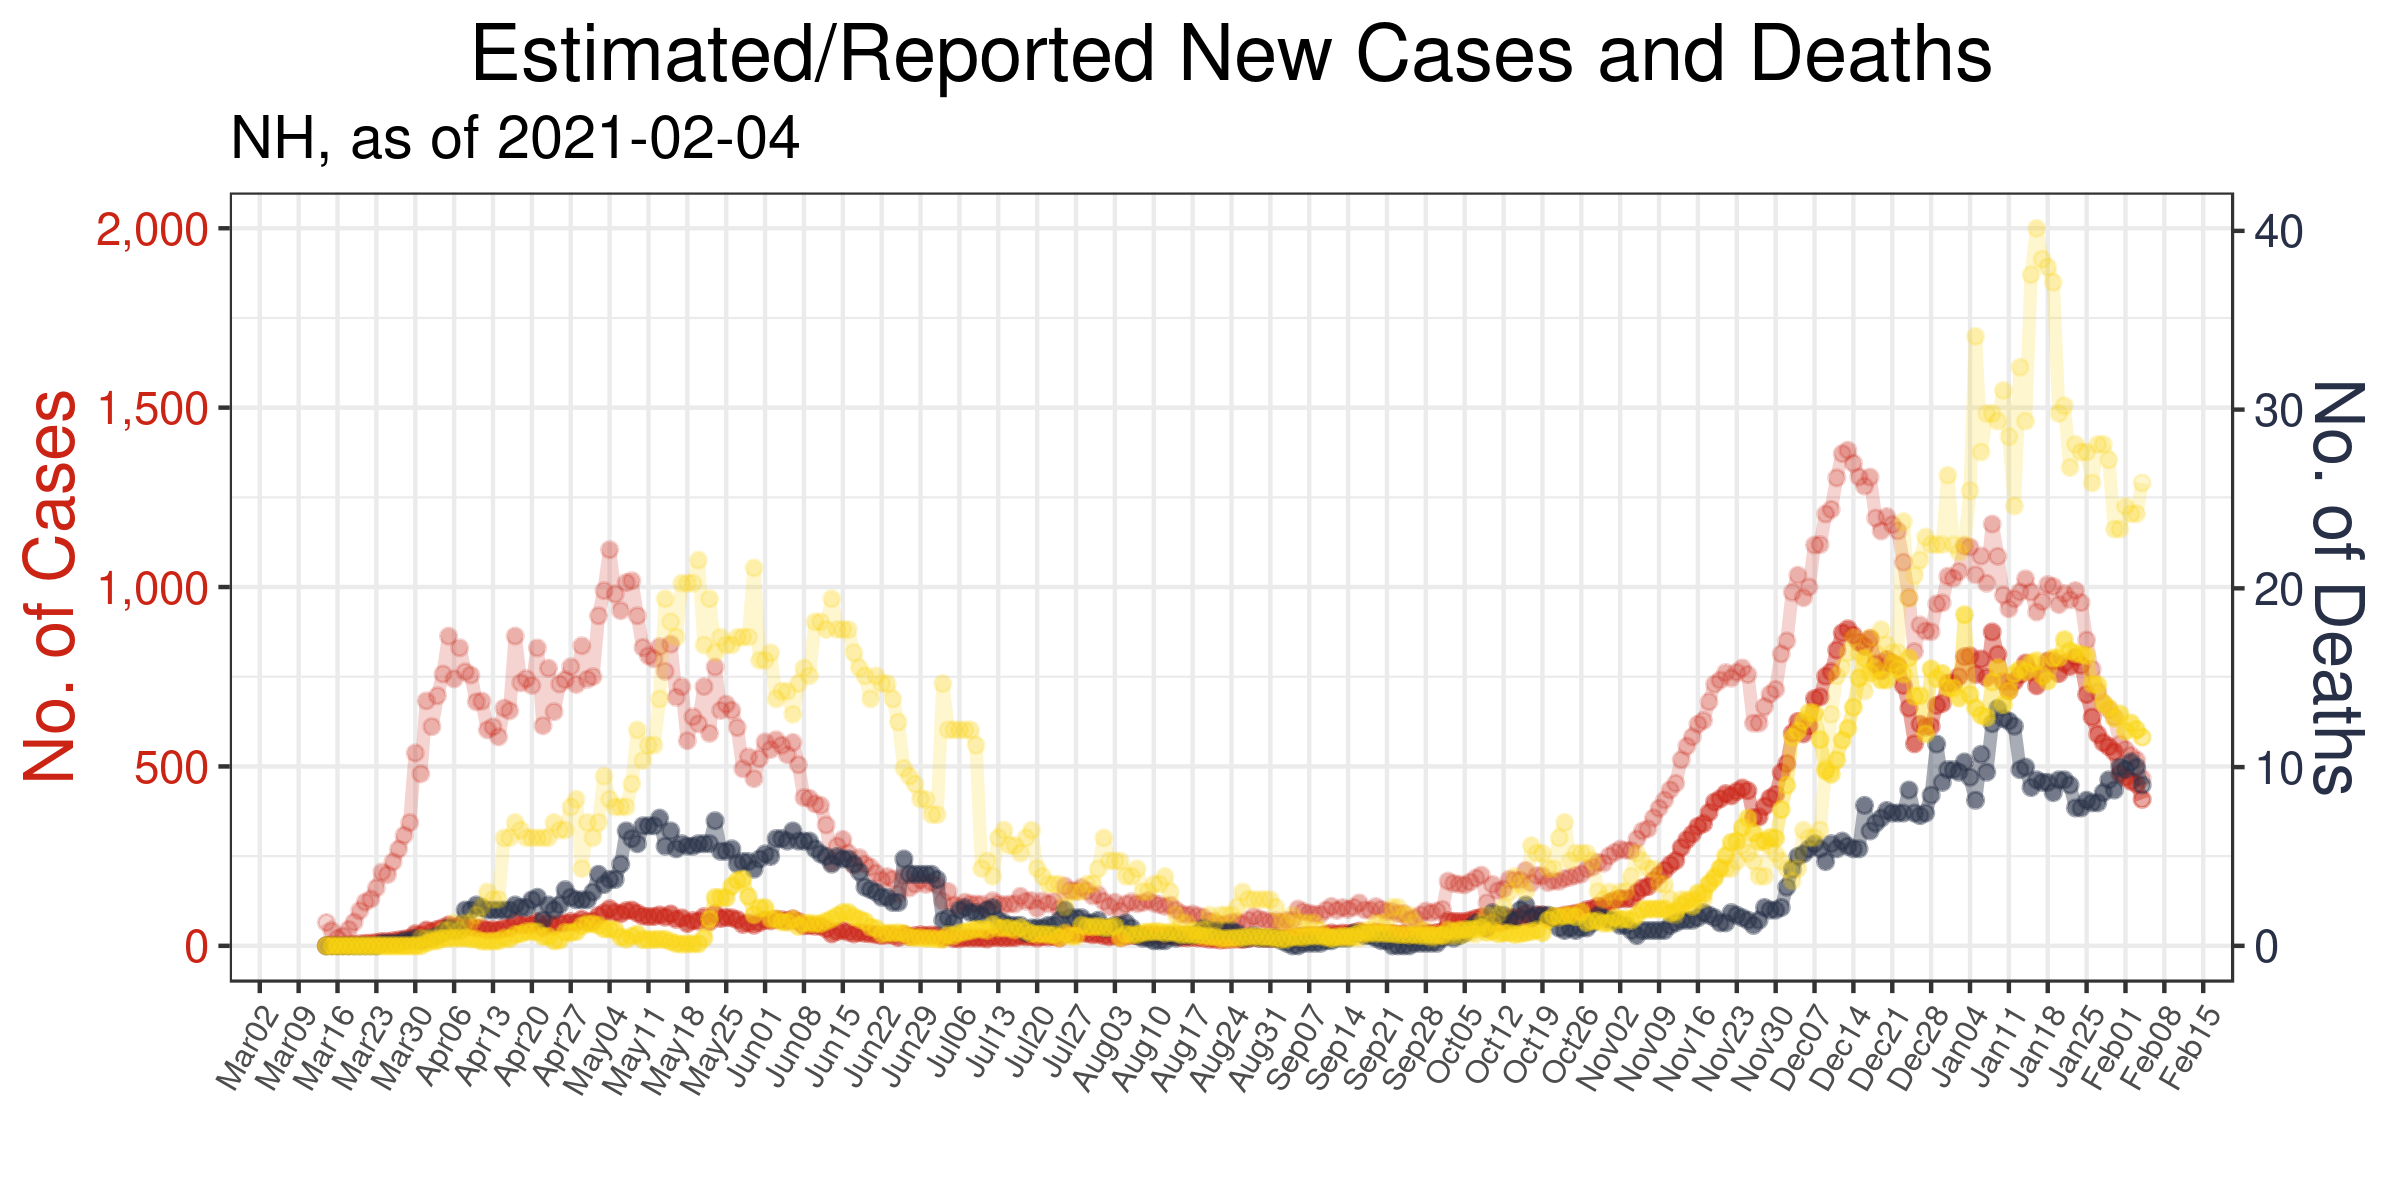 Estimated/Reported New Cases and Deaths
NH, as of 2021-02-04
No. of Cases
2,000
1,500
1,000
500
0
40
30
20
10
0
No. of Deaths
Mar02
Mar09
Mar16
Mar23
Mar30
Apr06
Apr13
Apr20
Apr27
May04
May11
May18
May25
Jun01
Jun08
Jun15
Jun22
Jun29
Jul06
Jul13
Jul20
Jul27
Aug03
Aug10
Aug17
Aug24
Aug31
Sep07
Sep14
Sep21
Sep28
Oct05
Oct12
Oct19
Oct26
Nov02
Nov09
Nov16
Nov23
Nov30
Dec07
Dec14
Dec21
Dec28
Jan04
Jan11
Jan18
Jan25
Feb01
Feb08
Feb15